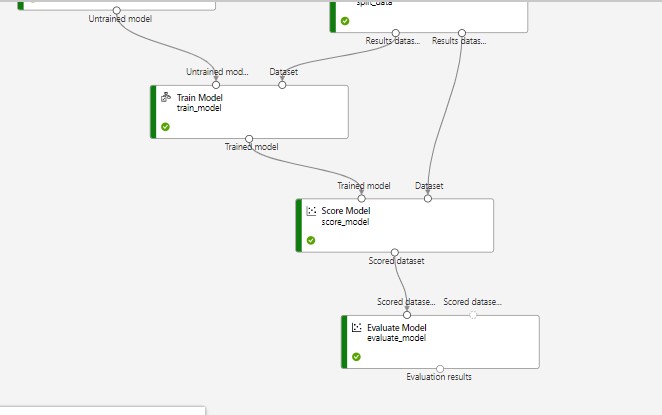 split_data
Untrained model
Results datas...
Results datas...
Untrained mod...
Dataset
Train Model
train_model
Trained model
Trained model
Dataset
Score Model
score_model
Scored dataset
Scored datase...
Scored datase...
Evaluate Model
evaluate_model
Evaluation results